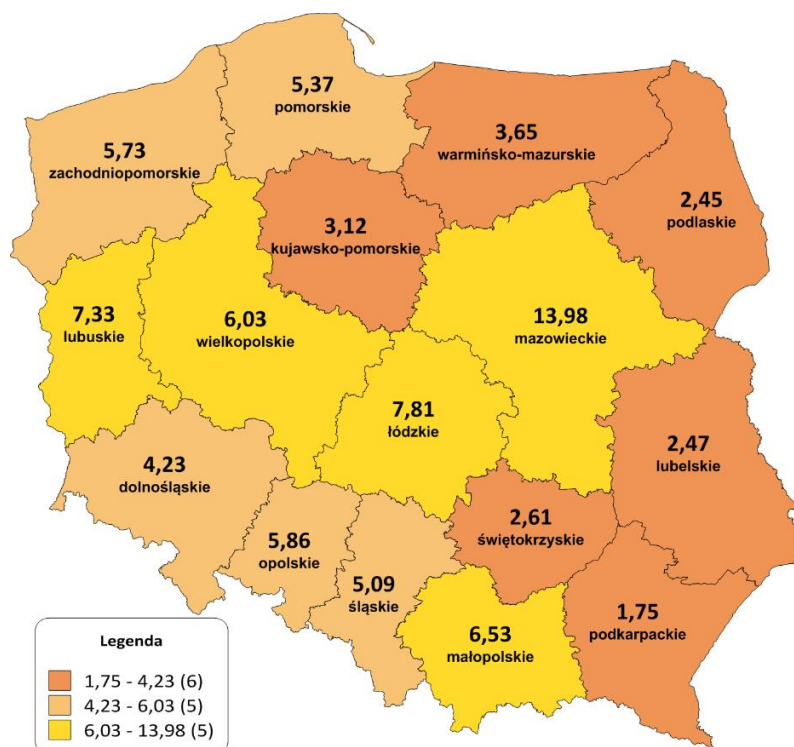 5,37
pomorskie
3,65
warmińsko-mazurskie
5,73
zachodniopomorskie
2,45
podlaskie
3,12
kujawsko-pomorskie
7,33
lubuskie
6,03
wielkopolskie
13,98
mazowieckie
7,81
łódzkie
4,23
dolnośląskie
2,47
lubelskie
2,61
świętokrzyskie
5,86
opolskie
5,09
śląskie
1,75
podkarpackie
6,53
małopolskie
Legenda
1,75 - 4,23 (6)
4,23 - 6,03 (5)
6,03 - 13,98 (5)